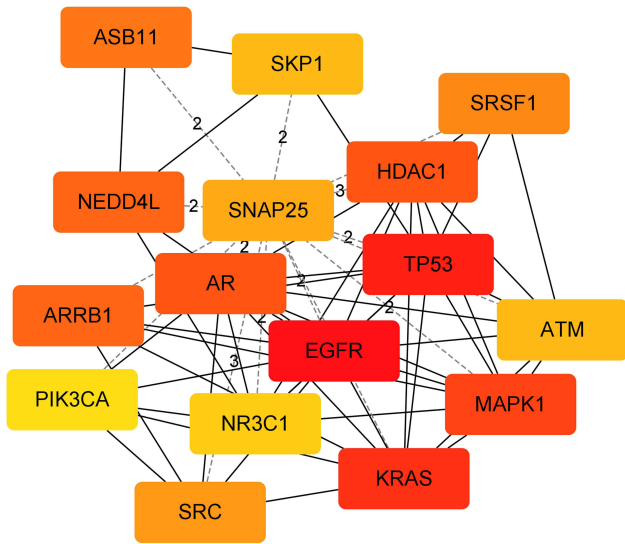 ASB11
SKP1
SRSF1
2
2
HDAC1
3
NEDD4L
2
SNAP25
2
2
TP53
AR
2
2
2
ARRB1
ATM
EGFR
3
PIK3CA
NR3C1
MAPK1
KRAS
SRC